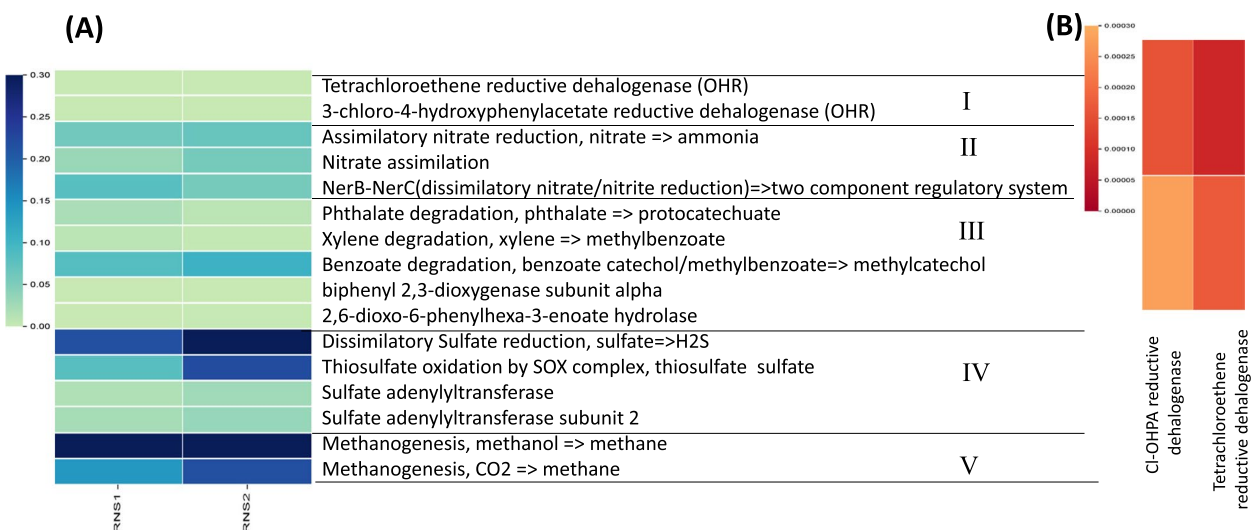 (A)
(B)
0.30
0.25
0.20
0.15
0.10
0.05
0.00
Tetrachloroethene reductive dehalogenase (OHR)
3-chloro-4-hydroxyphenylacetate reductive dehalogenase (OHR)
I
Assimilatory nitrate reduction, nitrate => ammonia
Nitrate assimilation
NerB-NerC(dissimilatory nitrate/nitrite reduction)=>two component regulatory system
II
Phthalate degradation, phthalate => protocatechuate
Xylene degradation, xylene => methylbenzoate
Benzoate degradation, benzoate catechol/methylbenzoate=> methylcatechol
biphenyl 2,3-dioxygenase subunit alpha
2,6-dioxo-6-phenylhexa-3-enoate hydrolase
III
Dissimilatory Sulfate reduction, sulfate=>H2S
Thiosulfate oxidation by SOX complex, thiosulfate sulfate
Sulfate adenylyltransferase
Sulfate adenylyltransferase subunit 2
IV
Methanogenesis, methanol => methane
Methanogenesis, CO2 => methane
V
RNS1
RNS2
0.00030
0.00025
0.00020
0.00015
0.00010
0.00005
0.00000
Cl-OHPA reductive
dehalogenase
Tetrachloroethene
reductive dehalogenase